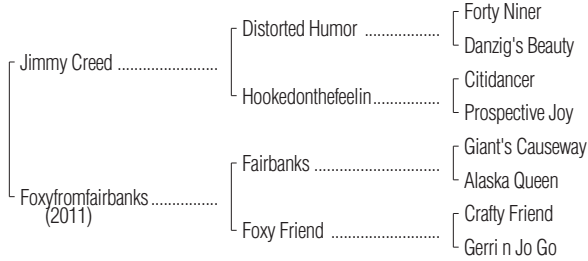 Forty Niner
Distorted Humor ..................
Danzig's Beauty
Jimmy Creed ........................
Citidancer
Hookedonthefeelin................
Prospective Joy
Giant's Causeway
Fairbanks ..............................
Alaska Queen
Foxyfromfairbanks................
(2011)
Crafty Friend
Foxy Friend ..........................
Gerri n Jo Go